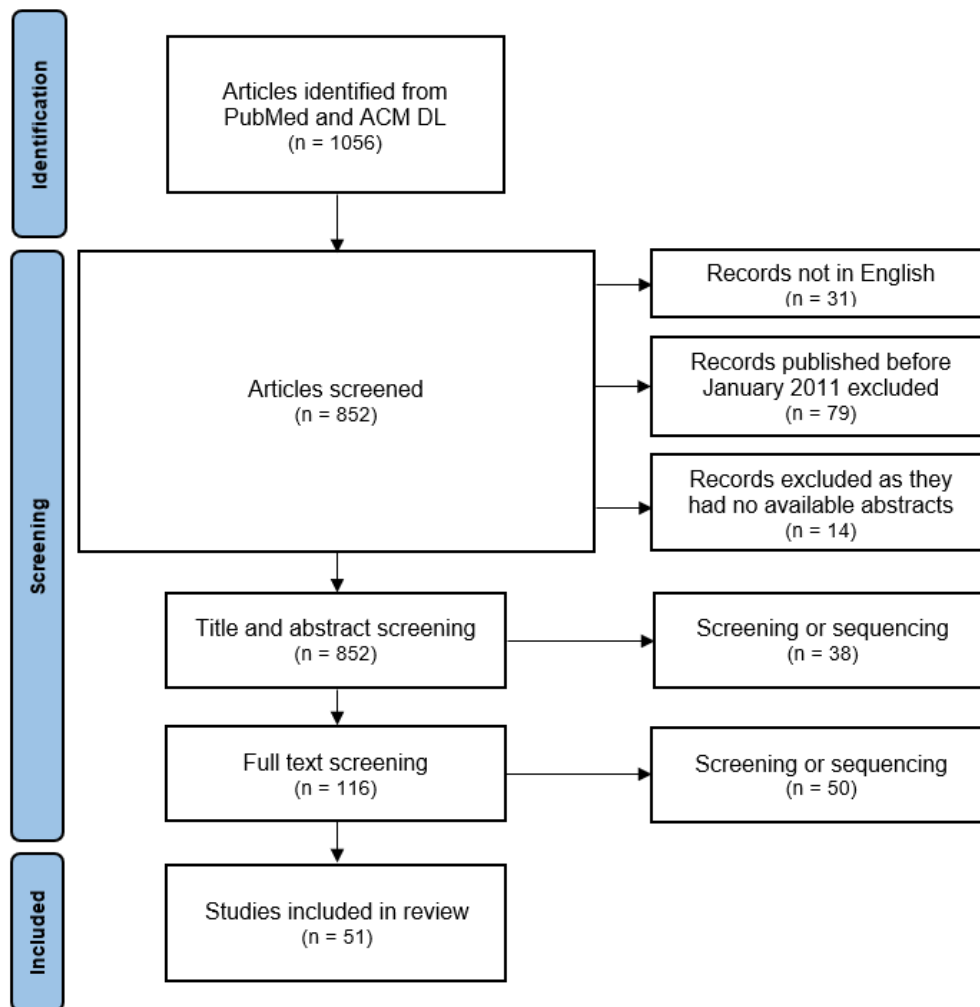 Identification
Articles identified from
PubMed and ACM DL
(n = 1056)
Screening
Articles screened
(n = 852)
Records not in English
(n = 31)
Records published before
January 2011 excluded
(n = 79)
Records excluded as they
had no available abstracts
(n = 14)
Title and abstract screening
(n = 852)
Screening or sequencing
(n = 38)
Full text screening
(n = 116)
Screening or sequencing
(n = 50)
Included
Studies included in review
(n = 51)